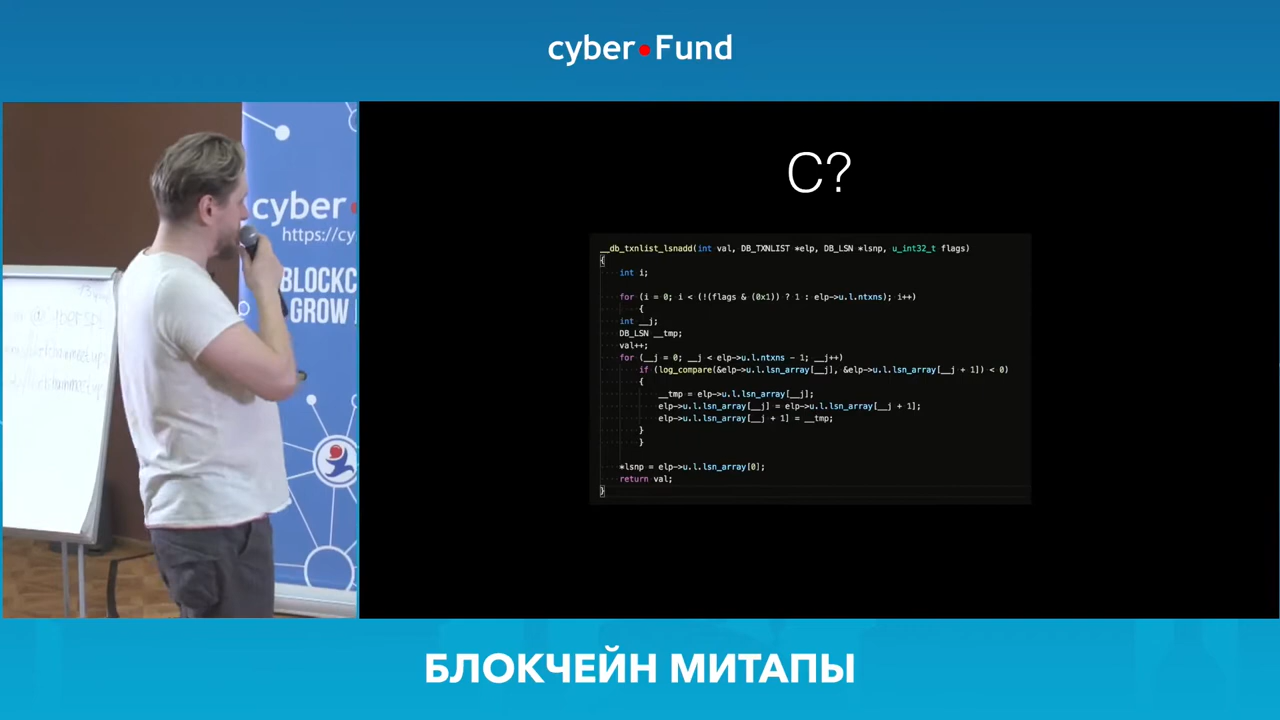 cyber•Fund
cyber•
https://cy
BLOCKC
GROW
C?
__db_txnlist_lsnadd(int val, DB_TXNLIST *elp, DB_LSN *lsnp, u_int32_t flags)
{
int i;
for (i = 0; i < (!(flags & (0x1)) ? 1 : elp->u.l.ntxns); i++)
{
int __j;
DB_LSN __tmp;
val++;
for (__j = 0; __j < elp->u.l.ntxns - 1; __j++)
if (log_compare(&elp->u.l.lsn_array[__j], &elp->u.l.lsn_array[__j + 1]) < 0)
{
__tmp = elp->u.l.lsn_array[__j];
elp->u.l.lsn_array[__j] = elp->u.l.lsn_array[__j + 1];
elp->u.l.lsn_array[__j + 1] = __tmp;
}
}
*lsnp = elp->u.l.lsn_array[0];
return val;
}
БЛОКЧЕЙН МИТАПЫ